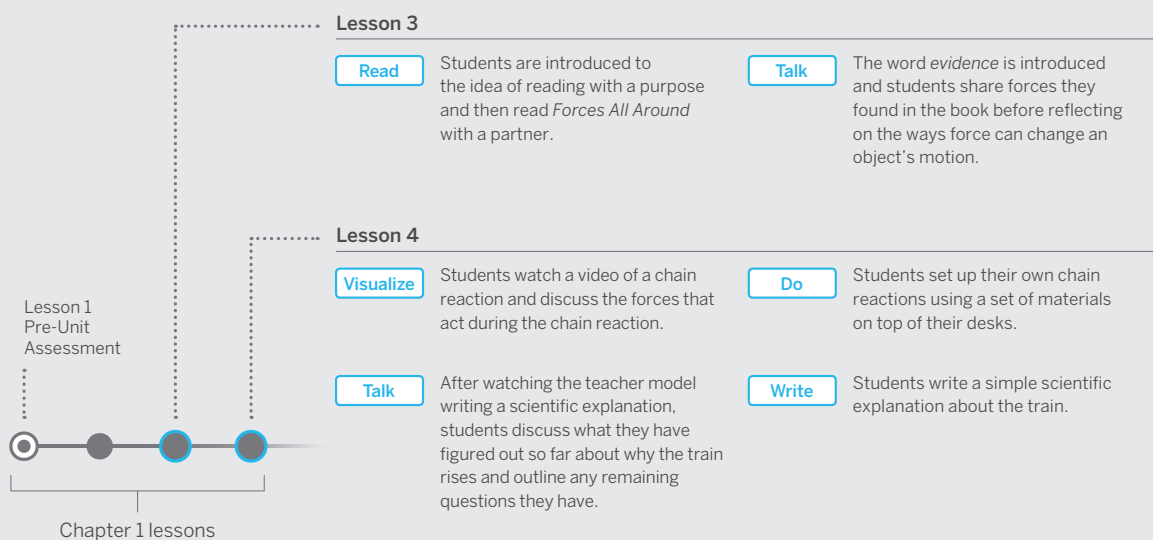 Lesson 3
Read
Students are introduced to
the idea of reading with a purpose
and then read Forces All Around
with a partner.
Talk
The word evidence is introduced
and students share forces they
found in the book before reflecting
on the ways force can change an
object's motion.
Lesson 4
Visualize
Students watch a video of a chain
reaction and discuss the forces that
act during the chain reaction.
Do
Students set up their own chain
reactions using a set of materials
on top of their desks.
Talk
After watching the teacher model
writing a scientific explanation,
students discuss what they have
figured out so far about why the train
rises and outline any remaining
questions they have.
Write
Students write a simple scientific
explanation about the train.
Lesson 1
Pre-Unit
Assessment
Chapter 1 lessons